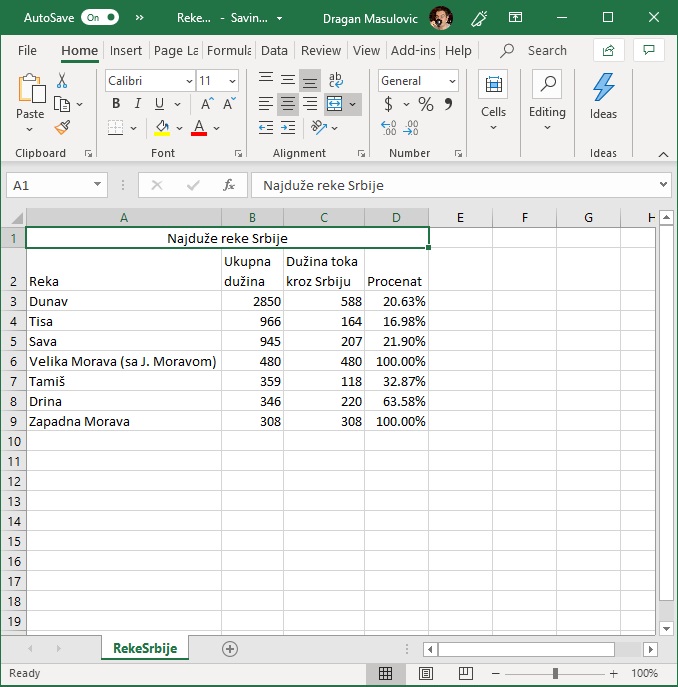 AutoSave On Reke... - Savin... Dragan Masulovic
File Home Insert Page La Formula Data Review View Add-ins Help Search
Paste Calibri 11 ab General $ % Cells Editing Ideas
B I U A A
Clipboard Font Alignment Number Ideas
A1 fx Najduže reke Srbije
A B C D E F G H
1 Najduže reke Srbije
Ukupna Dužina toka
2 Reka dužina kroz Srbiju Procenat
3 Dunav 2850 588 20.63%
4 Tisa 966 164 16.98%
5 Sava 945 207 21.90%
6 Velika Morava (sa J. Moravom) 480 480 100.00%
7 Tamiš 359 118 32.87%
8 Drina 346 220 63.58%
9 Zapadna Morava 308 308 100.00%
10
11
12
13
14
15
16
17
18
19
RekeSrbije
Ready 100%